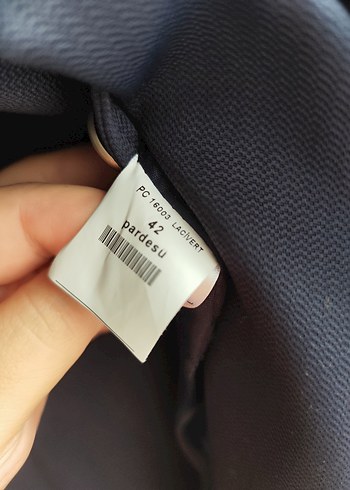 PC 16003 LACİVERT
42
pardesu